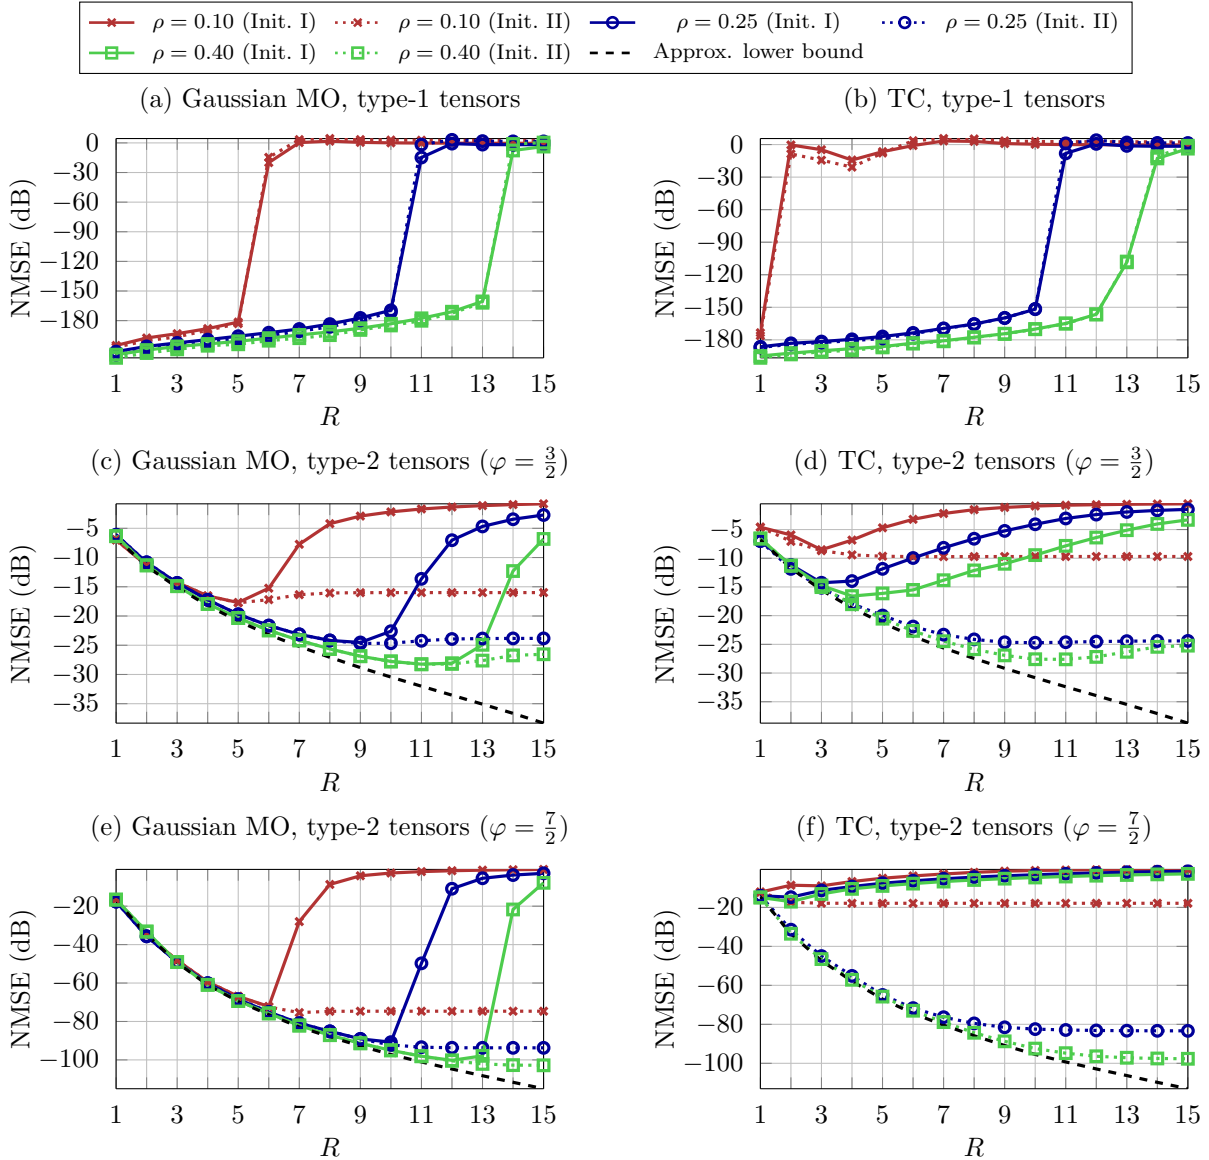 ρ = 0.10 (Init. I) ρ = 0.10 (Init. II) ρ = 0.25 (Init. I) ρ = 0.25 (Init. II)
ρ = 0.40 (Init. I) ρ = 0.40 (Init. II) Approx. lower bound
(a) Gaussian MO, type-1 tensors
NMSE (dB)
0
−30
−60
−90
−120
−150
−180
1 3 5 7 9 11 13 15
R
(b) TC, type-1 tensors
NMSE (dB)
0
−30
−60
−90
−120
−150
−180
1 3 5 7 9 11 13 15
R
(c) Gaussian MO, type-2 tensors (φ = 3/2)
NMSE (dB)
−5
−10
−15
−20
−25
−30
−35
1 3 5 7 9 11 13 15
R
(d) TC, type-2 tensors (φ = 3/2)
NMSE (dB)
−5
−10
−15
−20
−25
−30
−35
1 3 5 7 9 11 13 15
R
(e) Gaussian MO, type-2 tensors (φ = 7/2)
NMSE (dB)
−20
−40
−60
−80
−100
1 3 5 7 9 11 13 15
R
(f) TC, type-2 tensors (φ = 7/2)
NMSE (dB)
−20
−40
−60
−80
−100
1 3 5 7 9 11 13 15
R